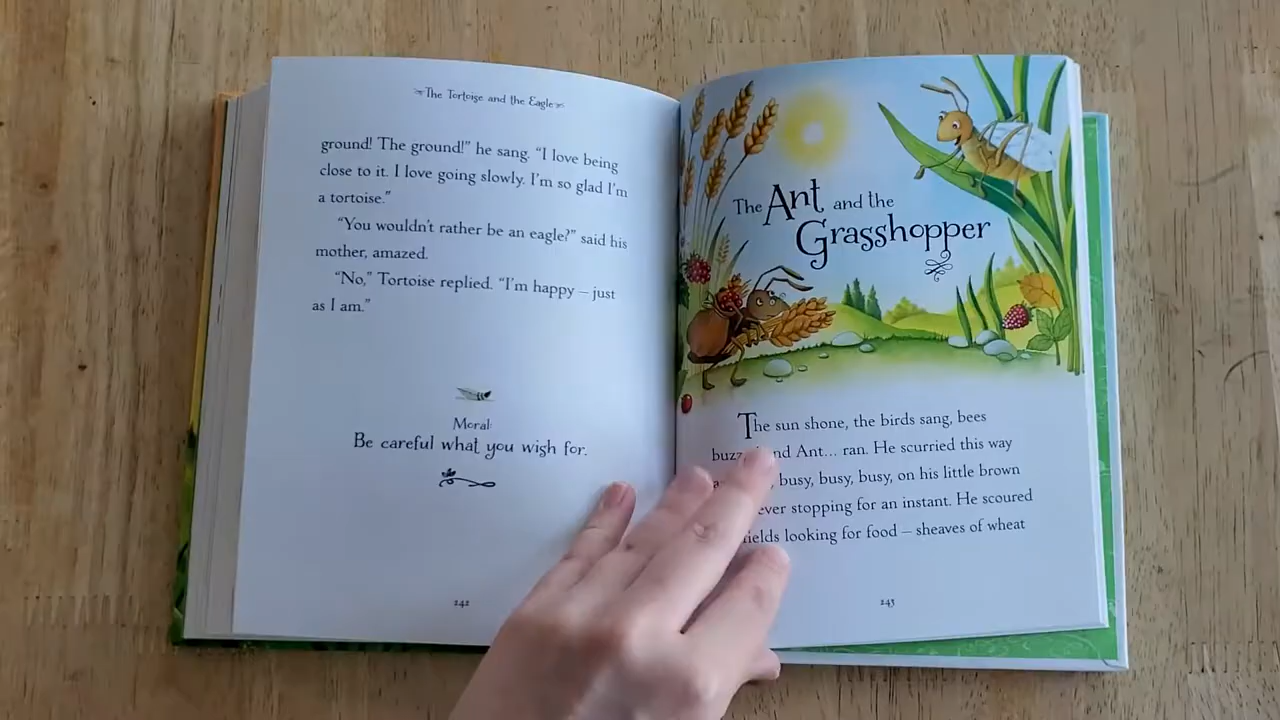 The Tortoise and the Eagle
ground! The ground!” he sang. “I love being
close to it. I love going slowly. I’m so glad I’m
a tortoise.”
“You wouldn’t rather be an eagle?” said his
mother, amazed.
“No,” Tortoise replied. “I’m happy – just
as I am.”
Moral:
Be careful what you wish for.
242
The Ant and the
Grasshopper
The sun shone, the birds sang, bees
and Ant... ran. He scurried this way
busy, busy, busy, on his little brown
ever stopping for an instant. He scoured
fields looking for food – sheaves of wheat
243